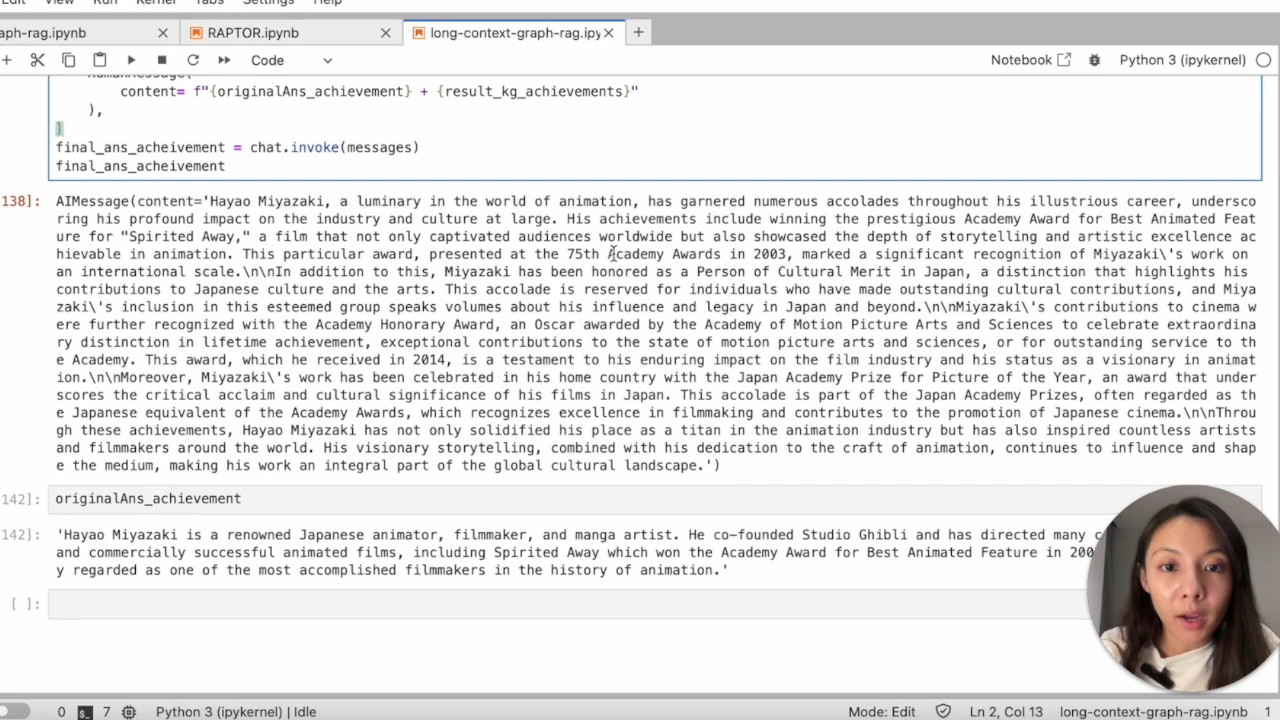 Edit View Run Kernel Tabs Settings Help
aph-rag.ipynb RAPTOR.ipynb long-context-graph-rag.ipy
Code Notebook Python 3 (ipykernel)
HumanMessage(
content= f"{originalAns_achievement} + {result_kg_achievements}"
),
]
final_ans_acheivement = chat.invoke(messages)
final_ans_acheivement
138]: AIMessage(content='Hayao Miyazaki, a luminary in the world of animation, has garnered numerous accolades throughout his illustrious career, undersco
ring his profound impact on the industry and culture at large. His achievements include winning the prestigious Academy Award for Best Animated Feat
ure for "Spirited Away," a film that not only captivated audiences worldwide but also showcased the depth of storytelling and artistic excellence ac
hievable in animation. This particular award, presented at the 75th Academy Awards in 2003, marked a significant recognition of Miyazaki\'s work on
an international scale.\n\nIn addition to this, Miyazaki has been honored as a Person of Cultural Merit in Japan, a distinction that highlights his
contributions to Japanese culture and the arts. This accolade is reserved for individuals who have made outstanding cultural contributions, and Miya
zaki\'s inclusion in this esteemed group speaks volumes about his influence and legacy in Japan and beyond.\n\nMiyazaki\'s contributions to cinema w
ere further recognized with the Academy Honorary Award, an Oscar awarded by the Academy of Motion Picture Arts and Sciences to celebrate extraordina
ry distinction in lifetime achievement, exceptional contributions to the state of motion picture arts and sciences, or for outstanding service to th
e Academy. This award, which he received in 2014, is a testament to his enduring impact on the film industry and his status as a visionary in animat
ion.\n\nMoreover, Miyazaki\'s work has been celebrated in his home country with the Japan Academy Prize for Picture of the Year, an award that under
scores the critical acclaim and cultural significance of his films in Japan. This accolade is part of the Japan Academy Prizes, often regarded as th
e Japanese equivalent of the Academy Awards, which recognizes excellence in filmmaking and contributes to the promotion of Japanese cinema.\n\nThrou
gh these achievements, Hayao Miyazaki has not only solidified his place as a titan in the animation industry but has also inspired countless artists
and filmmakers around the world. His visionary storytelling, combined with his dedication to the craft of animation, continues to influence and shap
e the medium, making his work an integral part of the global cultural landscape.')
142]: originalAns_achievement
142]: 'Hayao Miyazaki is a renowned Japanese animator, filmmaker, and manga artist. He co-founded Studio Ghibli and has directed many c
and commercially successful animated films, including Spirited Away which won the Academy Award for Best Animated Feature in 200
y regarded as one of the most accomplished filmmakers in the history of animation.'
[ ]:
0 7 Python 3 (ipykernel) | Idle Mode: Edit Ln 2, Col 13 long-context-graph-rag.ipynb 1